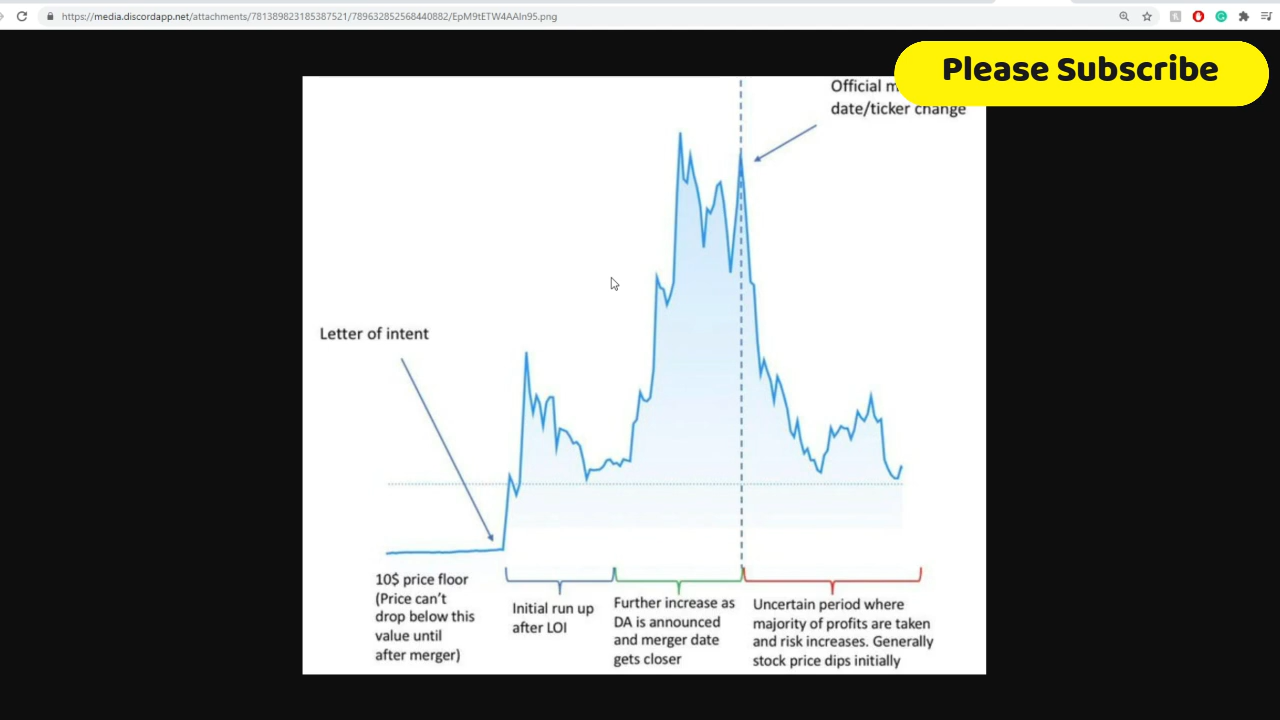 https://media.discordapp.net/attachments/781389823185387521/789632852568440882/EpM9tETW4AAIn95.png
Please Subscribe
Official
date/ticker change
Letter of intent
10$ price floor
(Price can't
drop below this
value until
after merger)
Initial run up
after LOI
Further increase as
DA is announced
and merger date
gets closer
Uncertain period where
majority of profits are taken
and risk increases. Generally
stock price dips initially